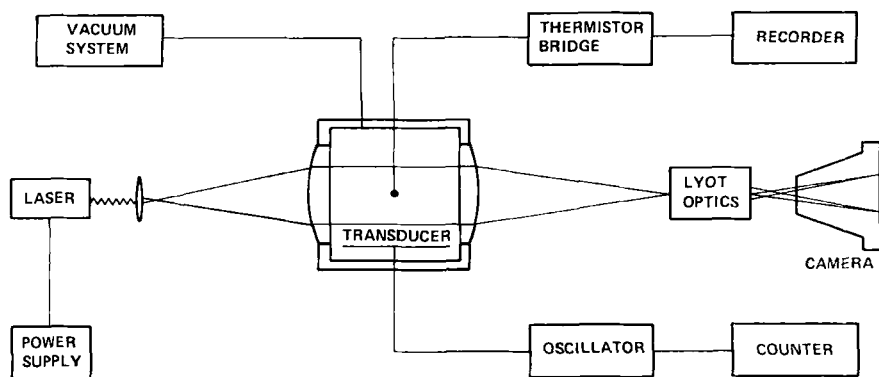 VACUUM
SYSTEM
THERMISTOR
BRIDGE
RECORDER
LASER
LYOT
OPTICS
TRANSDUCER
CAMERA
POWER
SUPPLY
OSCILLATOR
COUNTER